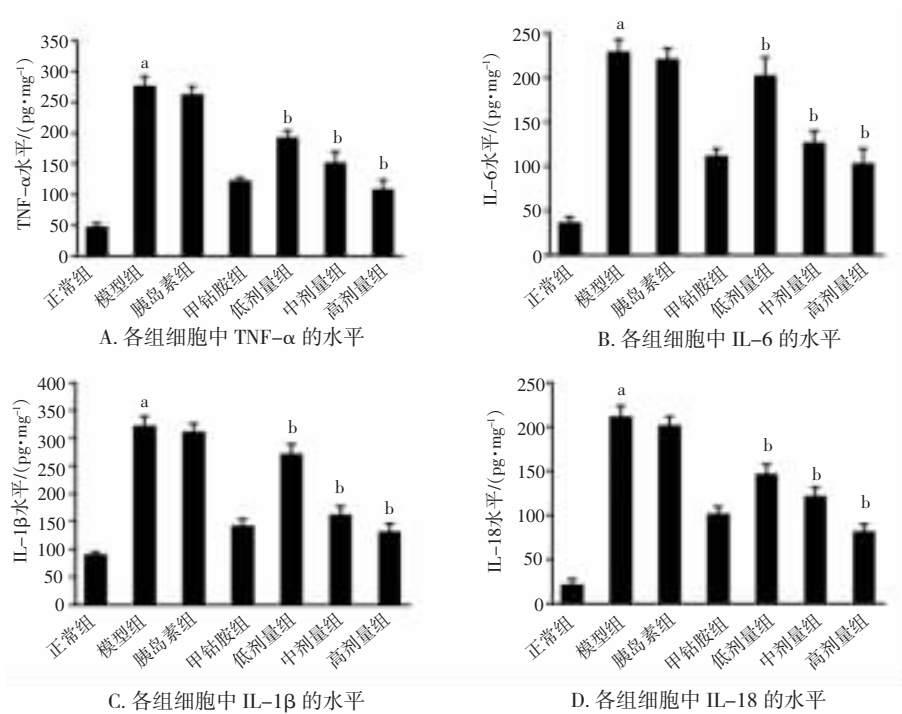 350
300
250
200
150
100
50
0
TNF-α水平/(pg•mg⁻¹)
a
b
b
b
正常组
模型组
胰岛素组
甲钴胺组
低剂量组
中剂量组
高剂量组
A. 各组细胞中 TNF-α 的水平
250
200
150
100
50
0
IL-6水平/(pg•mg⁻¹)
a
b
b
b
正常组
模型组
胰岛素组
甲钴胺组
低剂量组
中剂量组
高剂量组
B. 各组细胞中 IL-6 的水平
400
350
300
250
200
150
100
50
0
IL-1β水平/(pg•mg⁻¹)
a
b
b
b
正常组
模型组
胰岛素组
甲钴胺组
低剂量组
中剂量组
高剂量组
C. 各组细胞中 IL-1β 的水平
250
200
150
100
50
0
IL-18水平/(pg•mg⁻¹)
a
b
b
b
正常组
模型组
胰岛素组
甲钴胺组
低剂量组
中剂量组
高剂量组
D. 各组细胞中 IL-18 的水平